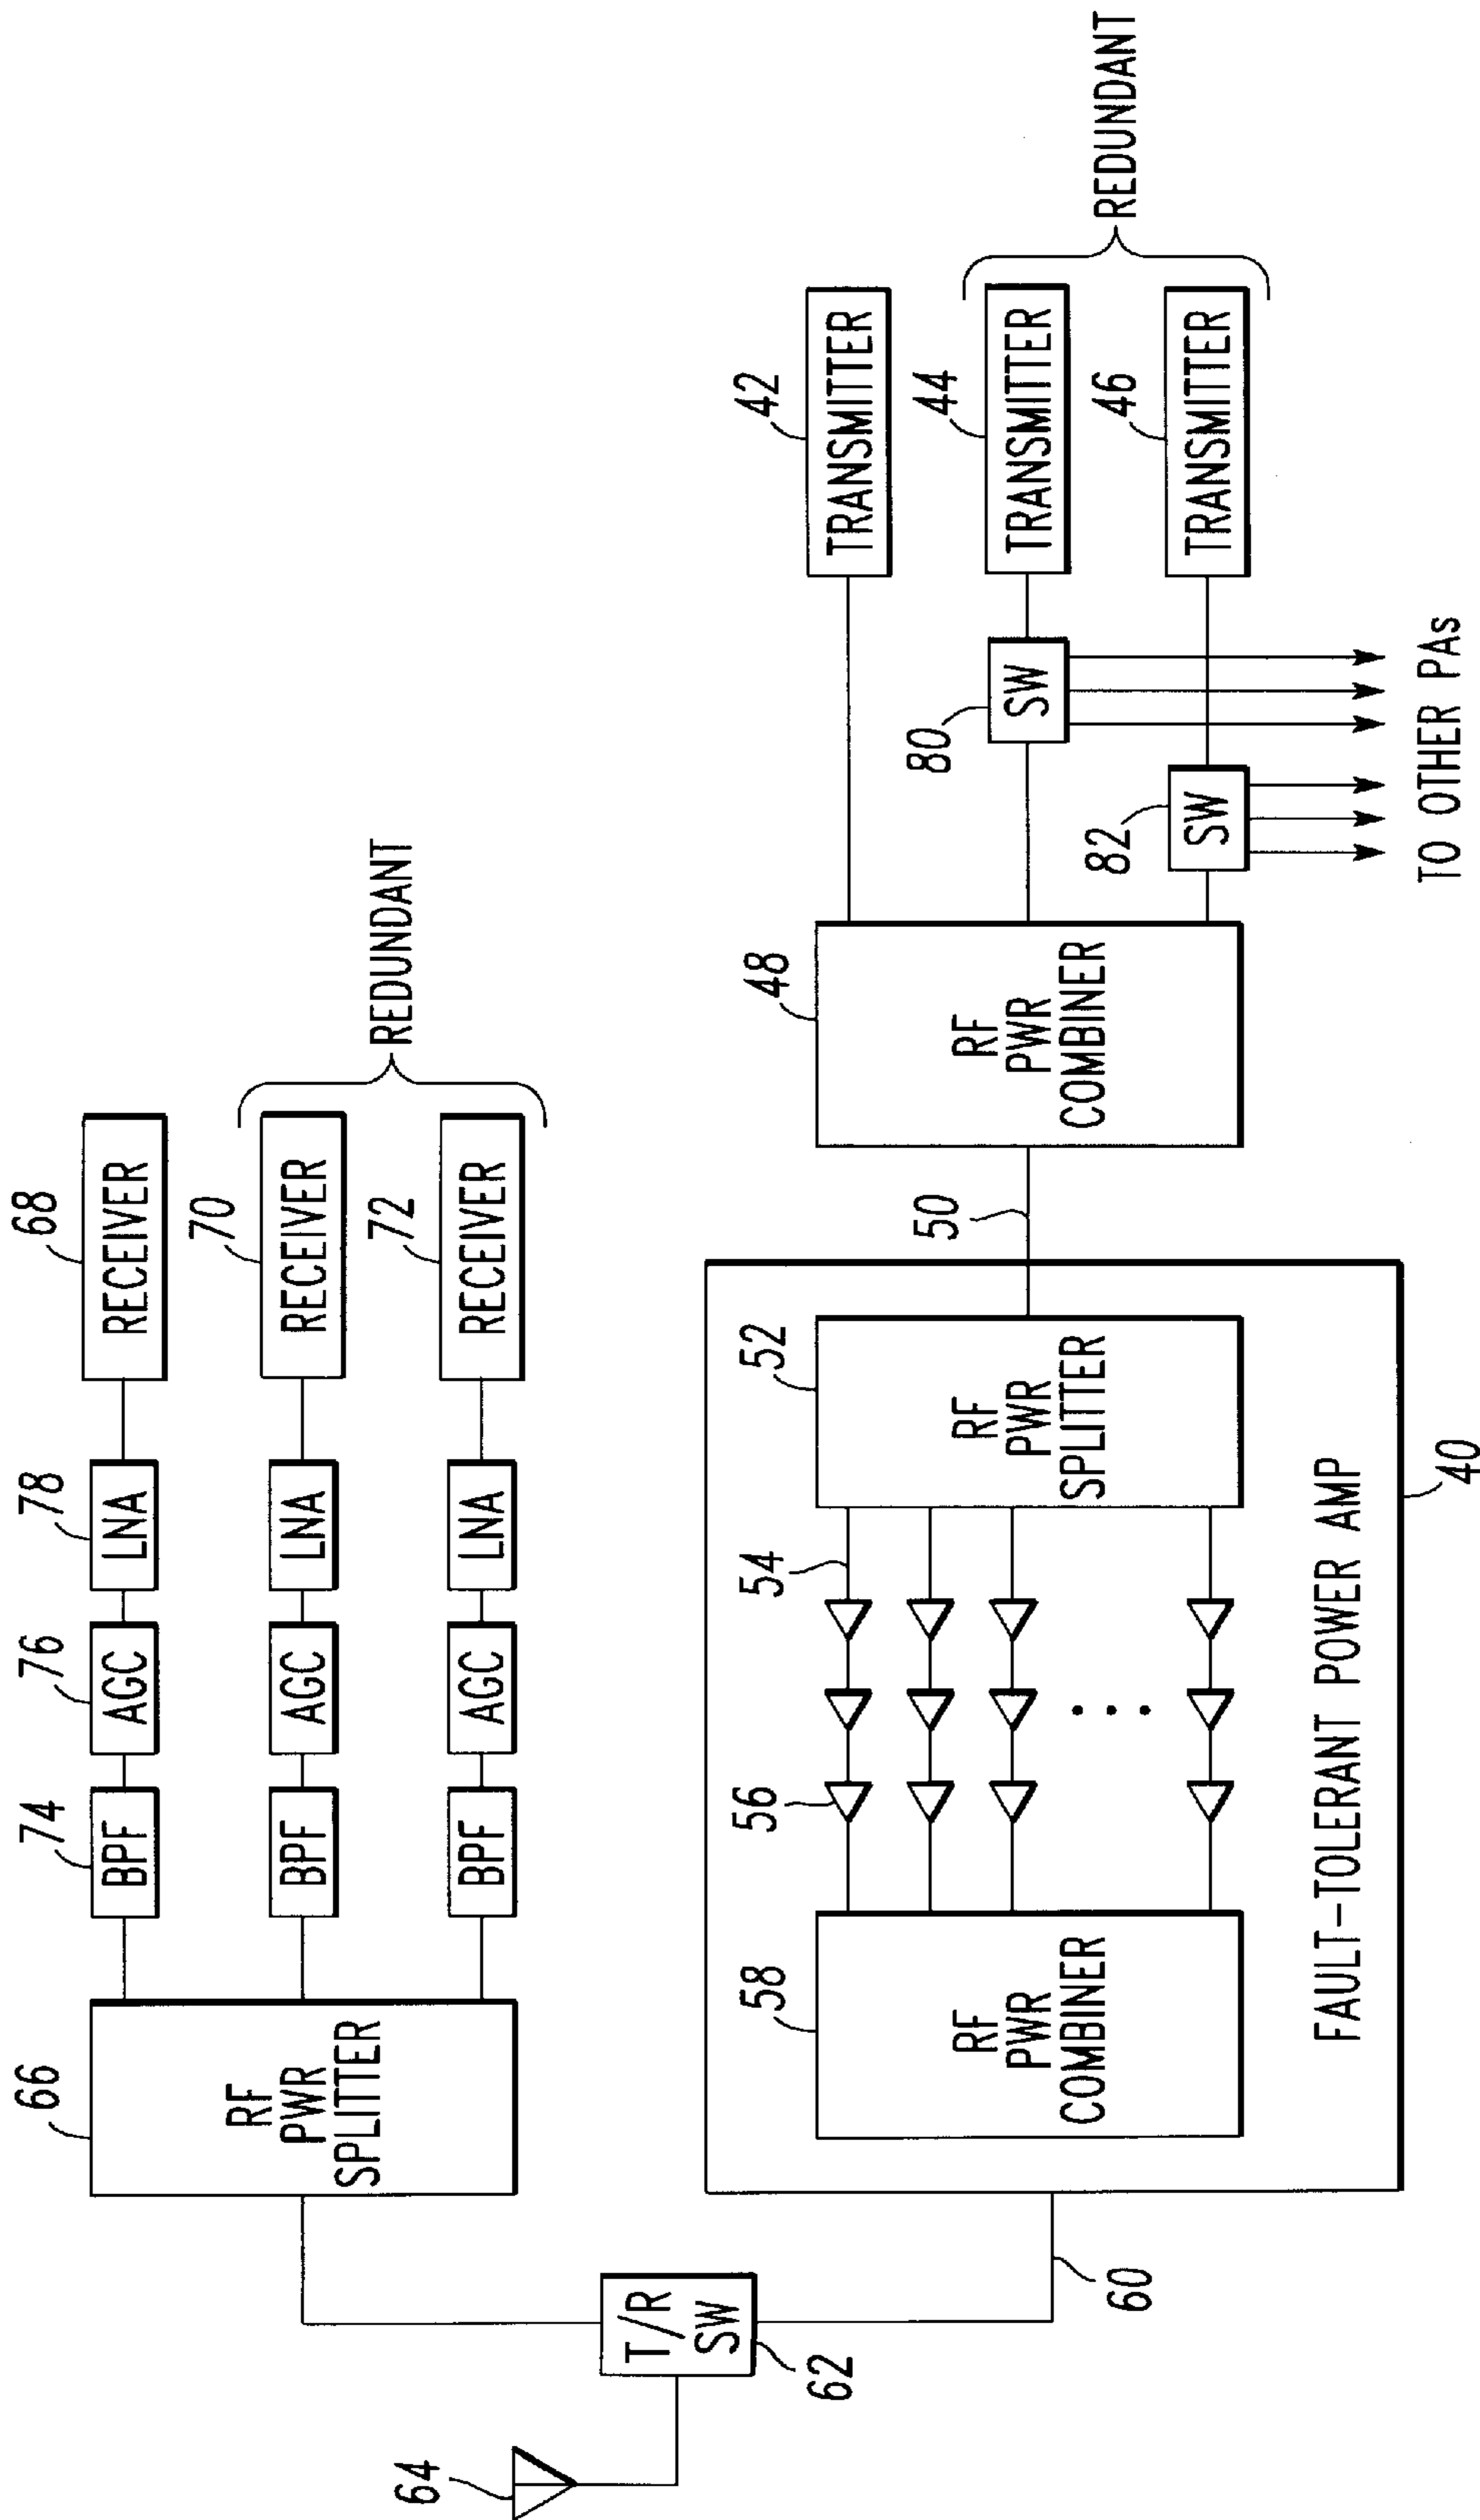 66
RF
PWR
SPLITTER
74
BPF
76
AGC
78
LNA
68
RECEIVER
BPF
AGC
LNA
70
RECEIVER
BPF
AGC
LNA
72
RECEIVER
REDUNDANT
64
T/R
SW
62
60
58
RF
PWR
COMBINER
56
54
52
RF
PWR
SPLITTER
FAULT-TOLERANT POWER AMP
40
50
48
RF
PWR
COMBINER
42
TRANSMITTER
80
SW
44
TRANSMITTER
82
SW
46
TRANSMITTER
REDUNDANT
TO OTHER PAs